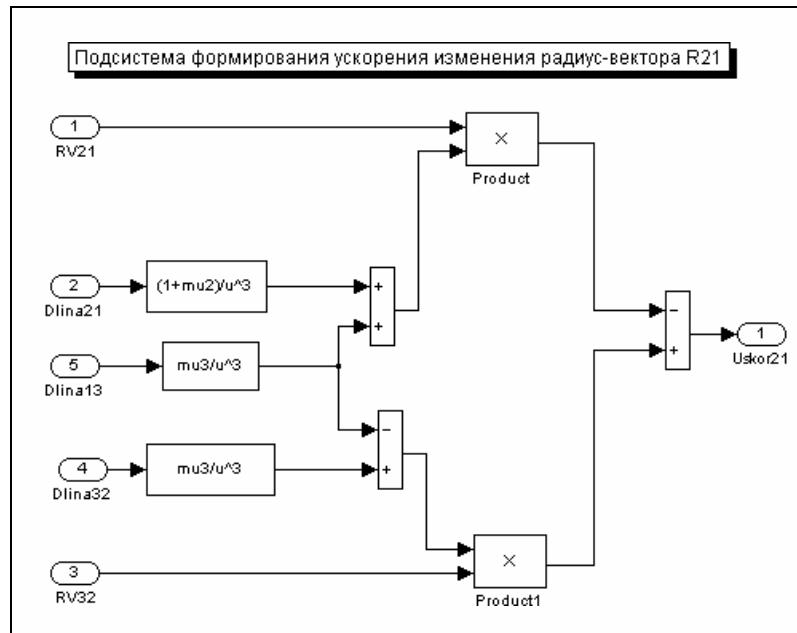 Подсистема формирования ускорения изменения радиус-вектора R21
1
RV21
×
Product
2
Dlina21
(1+mu2)/u^3
+
+
5
Dlina13
mu3/u^3
−
+
1
Uskor21
−
+
4
Dlina32
mu3/u^3
3
RV32
×
Product1